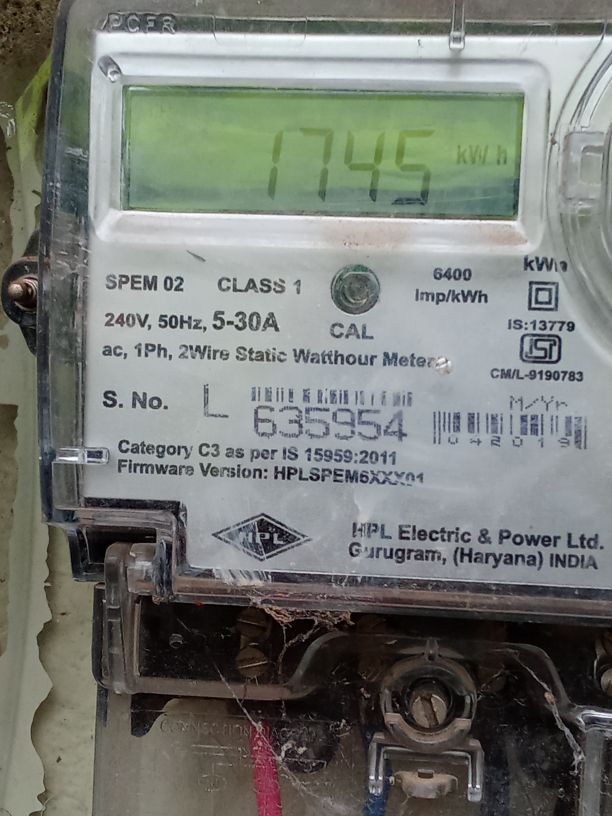 1745 kWh
SPEM 02 CLASS 1 6400 kWh
Imp/kWh
240V, 50Hz, 5-30A CAL IS:13779
ac, 1Ph, 2Wire Static Watthour Meter
CM/L-9190783
S. No. L 635954 M/Yr
042019
Category C3 as per IS 15959:2011
Firmware Version: HPLSPEM6XXX01
HPL HPL Electric & Power Ltd.
Gurugram, (Haryana) INDIA